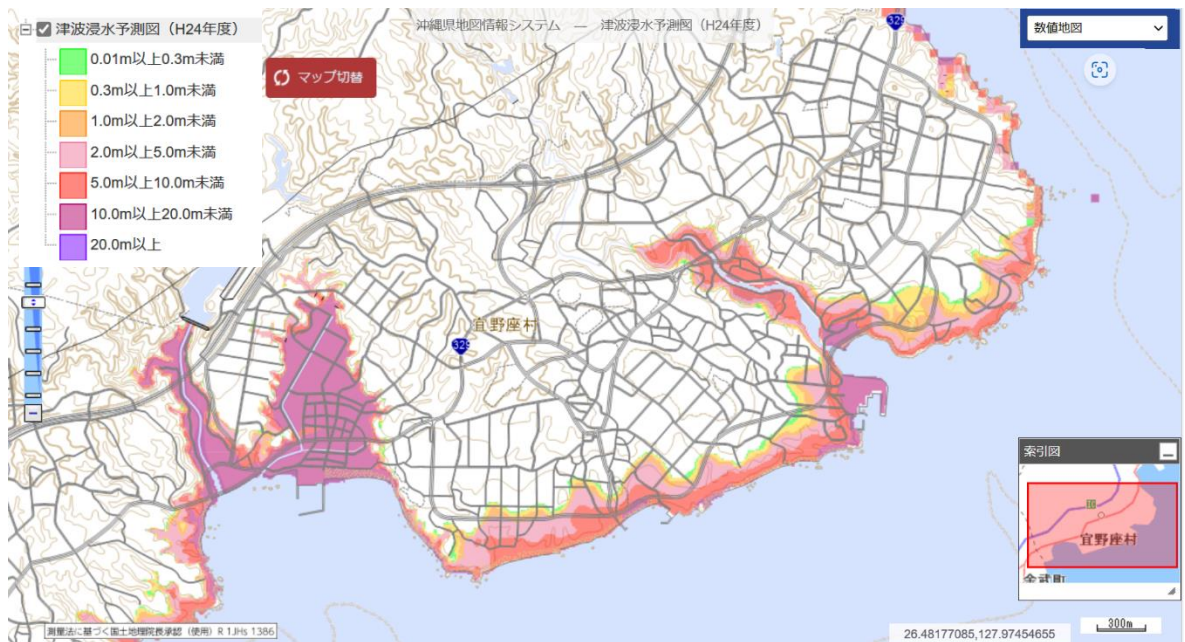 津波浸水予測図（H24年度）
0.01m以上0.3m未満
0.3m以上1.0m未満
1.0m以上2.0m未満
2.0m以上5.0m未満
5.0m以上10.0m未満
10.0m以上20.0m未満
20.0m以上
沖縄県地図情報システム ― 津波浸水予測図（H24年度）
マップ切替
数値地図
329
宜野座村
329
索引図
宜野座村
金武町
測量法に基づく国土地理院長承認（使用）R 1JHs 1386
26.48177085,127.97454655
300m